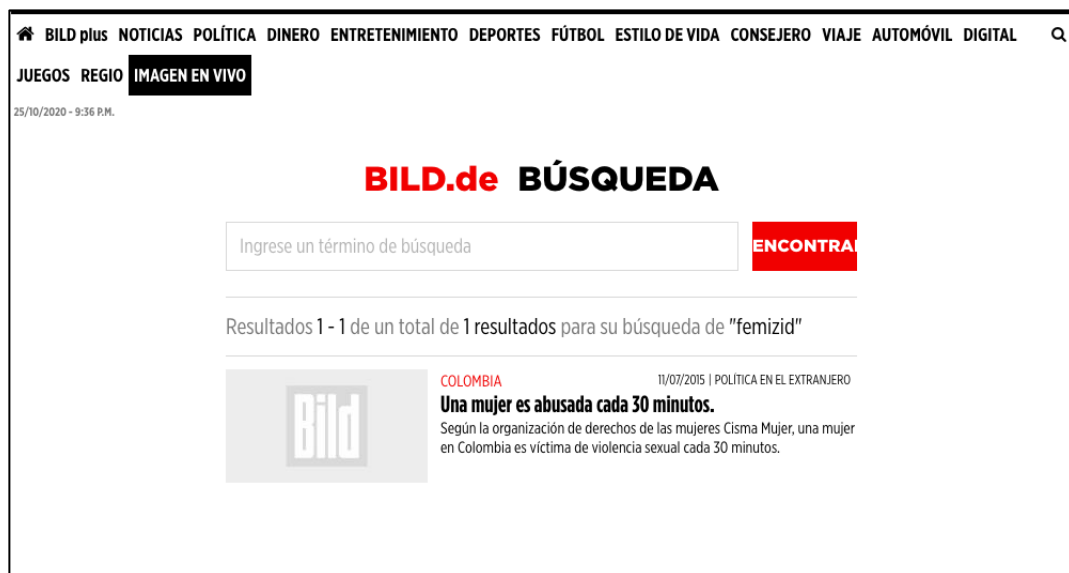 BILD plus NOTICIAS POLÍTICA DINERO ENTRETENIMIENTO DEPORTES FÚTBOL ESTILO DE VIDA CONSEJERO VIAJE AUTOMÓVIL DIGITAL
JUEGOS REGIO IMAGEN EN VIVO
25/10/2020 - 9:36 P.M.
BILD.de BÚSQUEDA
Ingrese un término de búsqueda
ENCONTRAR
Resultados 1 - 1 de un total de 1 resultados para su búsqueda de "femizid"
Bild
COLOMBIA 11/07/2015 | POLÍTICA EN EL EXTRANJERO
Una mujer es abusada cada 30 minutos.
Según la organización de derechos de las mujeres Cisma Mujer, una mujer
en Colombia es víctima de violencia sexual cada 30 minutos.